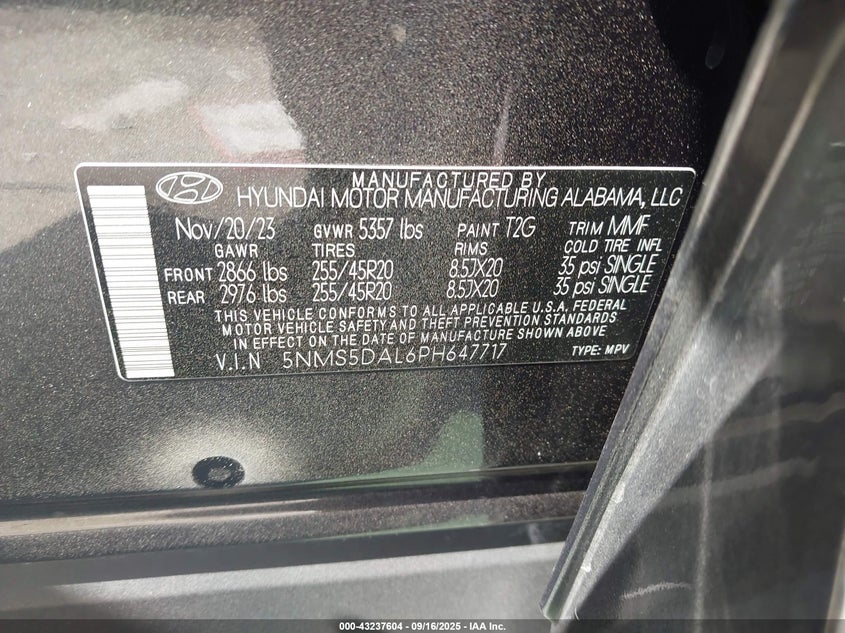 MANUFACTURED BY
HYUNDAI MOTOR MANUFACTURING ALABAMA, LLC
Nov/20/23 GVWR 5357 lbs PAINT T2G TRIM MMF
GAWR TIRES RIMS COLD TIRE INFL
FRONT 2866 lbs 255/45R20 8.5JX20 35 psi SINGLE
REAR 2976 lbs 255/45R20 8.5JX20 35 psi SINGLE
THIS VEHICLE CONFORMS TO ALL APPLICABLE U.S.A. FEDERAL
MOTOR VEHICLE SAFETY AND THEFT PREVENTION STANDARDS
IN EFFECT ON THE DATE OF MANUFACTURE SHOWN ABOVE
V.I.N 5NMS5DAL6PH647717 TYPE: MPV
000-43237604 - 09/16/2025 - IAA Inc.